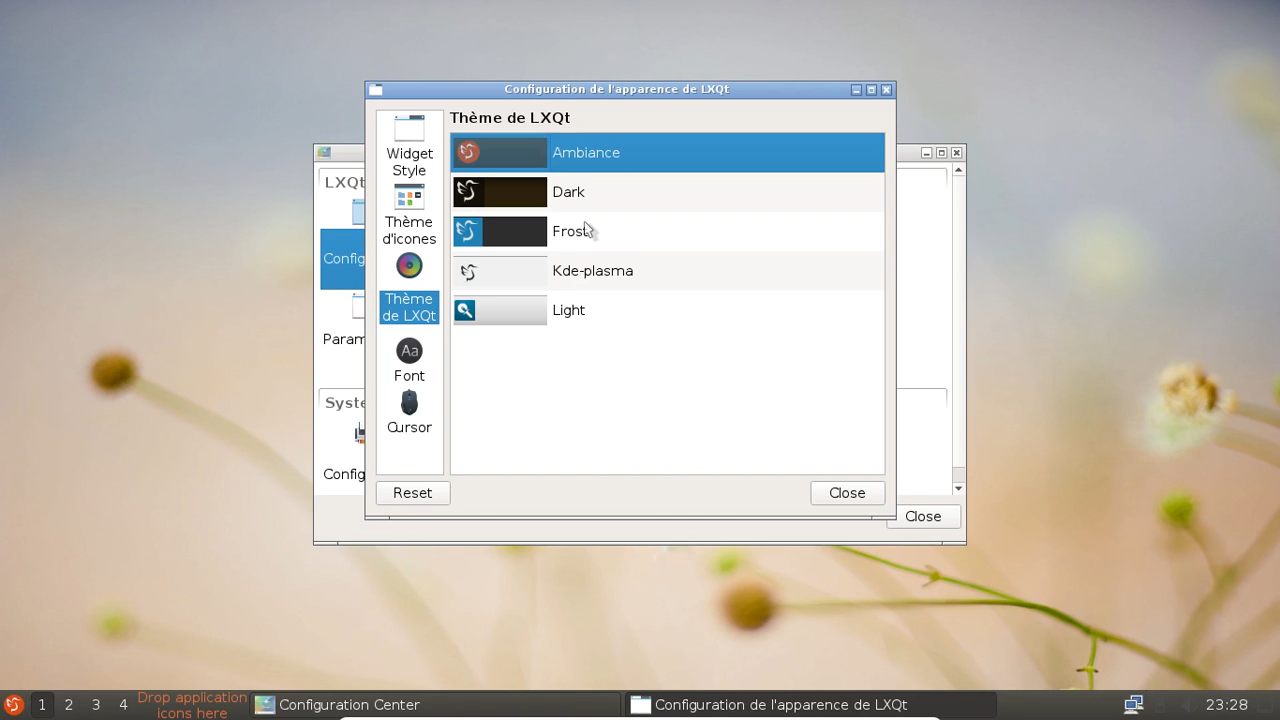 Configuration de l'apparence de LXQt
Thème de LXQt
Widget
Style
Thème
d'icones
Thème
de LXQt
Font
Cursor
Ambiance
Dark
Frost
Kde-plasma
Light
Reset
Close
LXQt
Config
Param
Syste
Config
Close
1
2
3
4
Drop application
icons here
Configuration Center
Configuration de l'apparence de LXQt
23:28